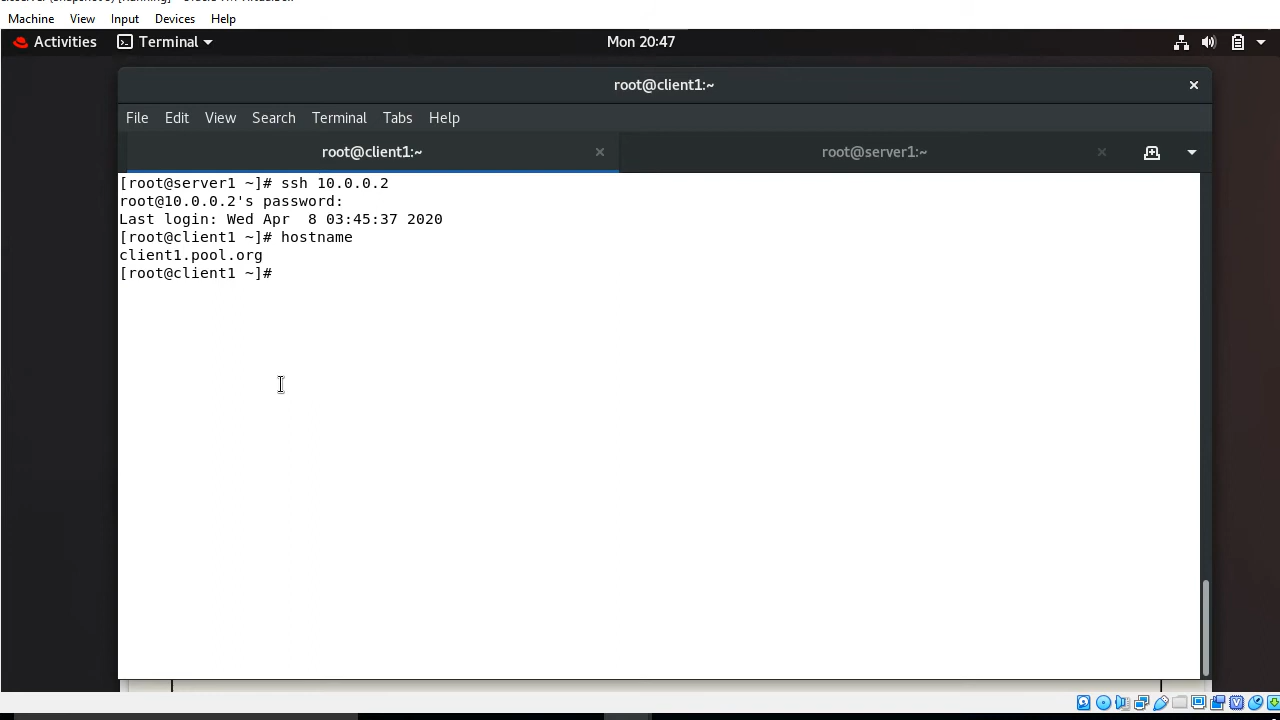 Machine View Input Devices Help
Activities Terminal Mon 20:47
root@client1:~
File Edit View Search Terminal Tabs Help
root@client1:~ root@server1:~
[root@server1 ~]# ssh 10.0.0.2
root@10.0.0.2's password:
Last login: Wed Apr  8 03:45:37 2020
[root@client1 ~]# hostname
client1.pool.org
[root@client1 ~]#